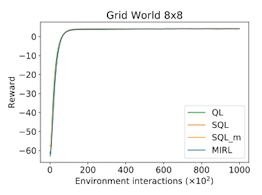 Grid World 8x8
0
−10
−20
−30
−40
−50
−60
Reward
QL
SQL
SQL_m
MIRL
0 200 400 600 800 1000
Environment interactions (×10²)